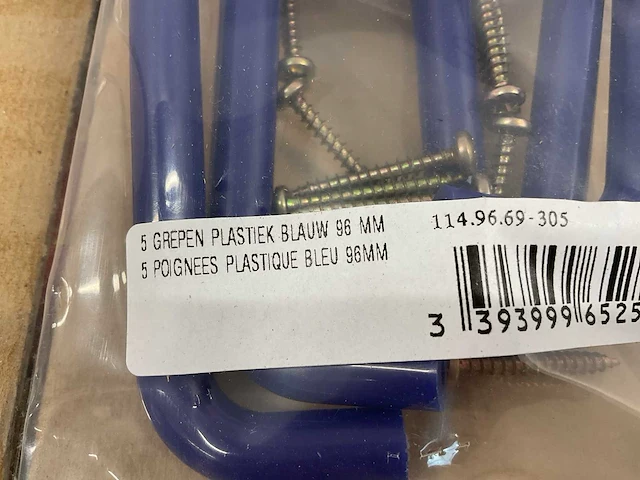 5 GREPEN PLASTIEK BLAUW 96 MM
5 POIGNEES PLASTIQUE BLEU 96MM
114.96.69-305
3 393999 6525